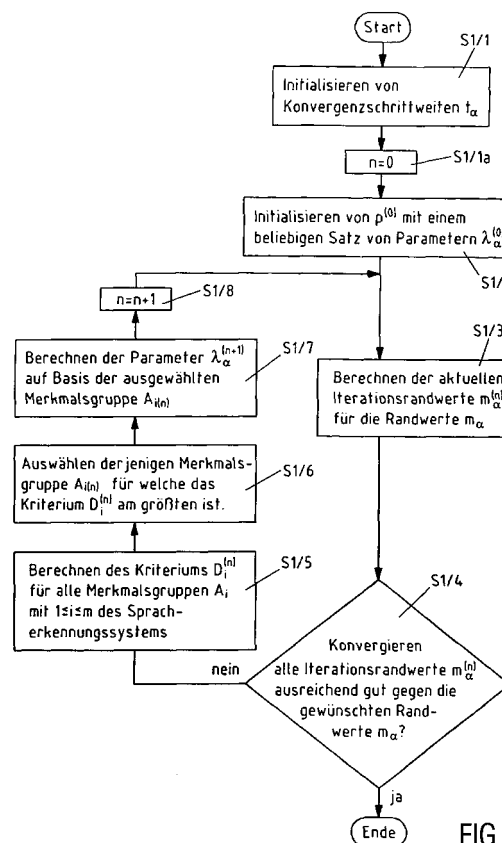 Start
S1/1
Initialisieren von
Konvergenzschrittweiten t_α
n=0
S1/1a
Initialisieren von p^(0) mit einem
beliebigen Satz von Parametern λ_α^(0
S1/
n=n+1
S1/8
S1/7
Berechnen der Parameter λ_α^(n+1)
auf Basis der ausgewählten
Merkmalsgruppe A_i(n)
S1/3
Berechnen der aktuellen
Iterationsrandwerte m_α^(n)
für die Randwerte m_α
Auswählen derjenigen Merkmals-
gruppe A_i(n) für welche das
Kriterium D_i^(n) am größten ist.
S1/6
Berechnen des Kriteriums D_i^(n)
für alle Merkmalsgruppen A_i
mit 1≤i≤m des Sprach-
erkennungssystems
S1/5
S1/4
Konvergieren
alle Iterationsrandwerte m_α^(n)
ausreichend gut gegen die
gewünschten Rand-
werte m_α?
nein
ja
Ende
FIG